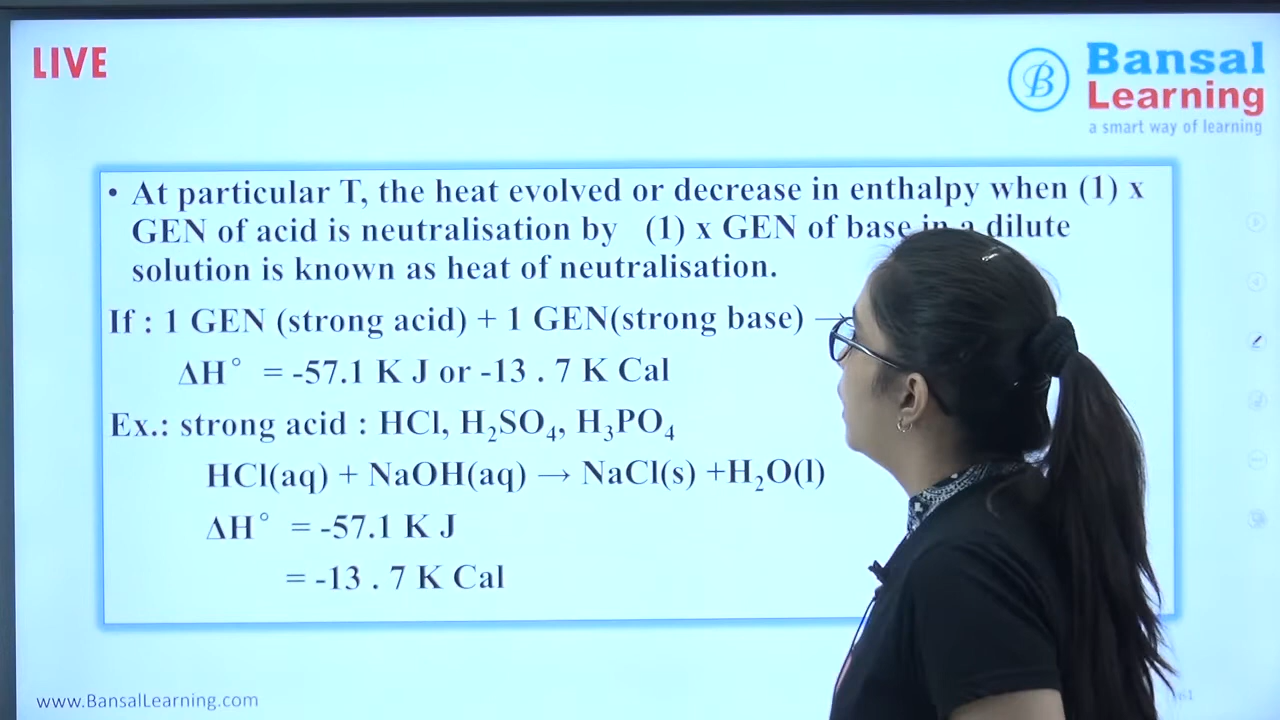 LIVE
Bansal
Learning
a smart way of learning
• At particular T, the heat evolved or decrease in enthalpy when (1) x
GEN of acid is neutralisation by (1) x GEN of base in a dilute
solution is known as heat of neutralisation.
If : 1 GEN (strong acid) + 1 GEN(strong base) →
ΔH° = -57.1 K J or -13 . 7 K Cal
Ex.: strong acid : HCl, H₂SO₄, H₃PO₄
HCl(aq) + NaOH(aq) → NaCl(s) +H₂O(l)
ΔH° = -57.1 K J
= -13 . 7 K Cal
www.BansalLearning.com